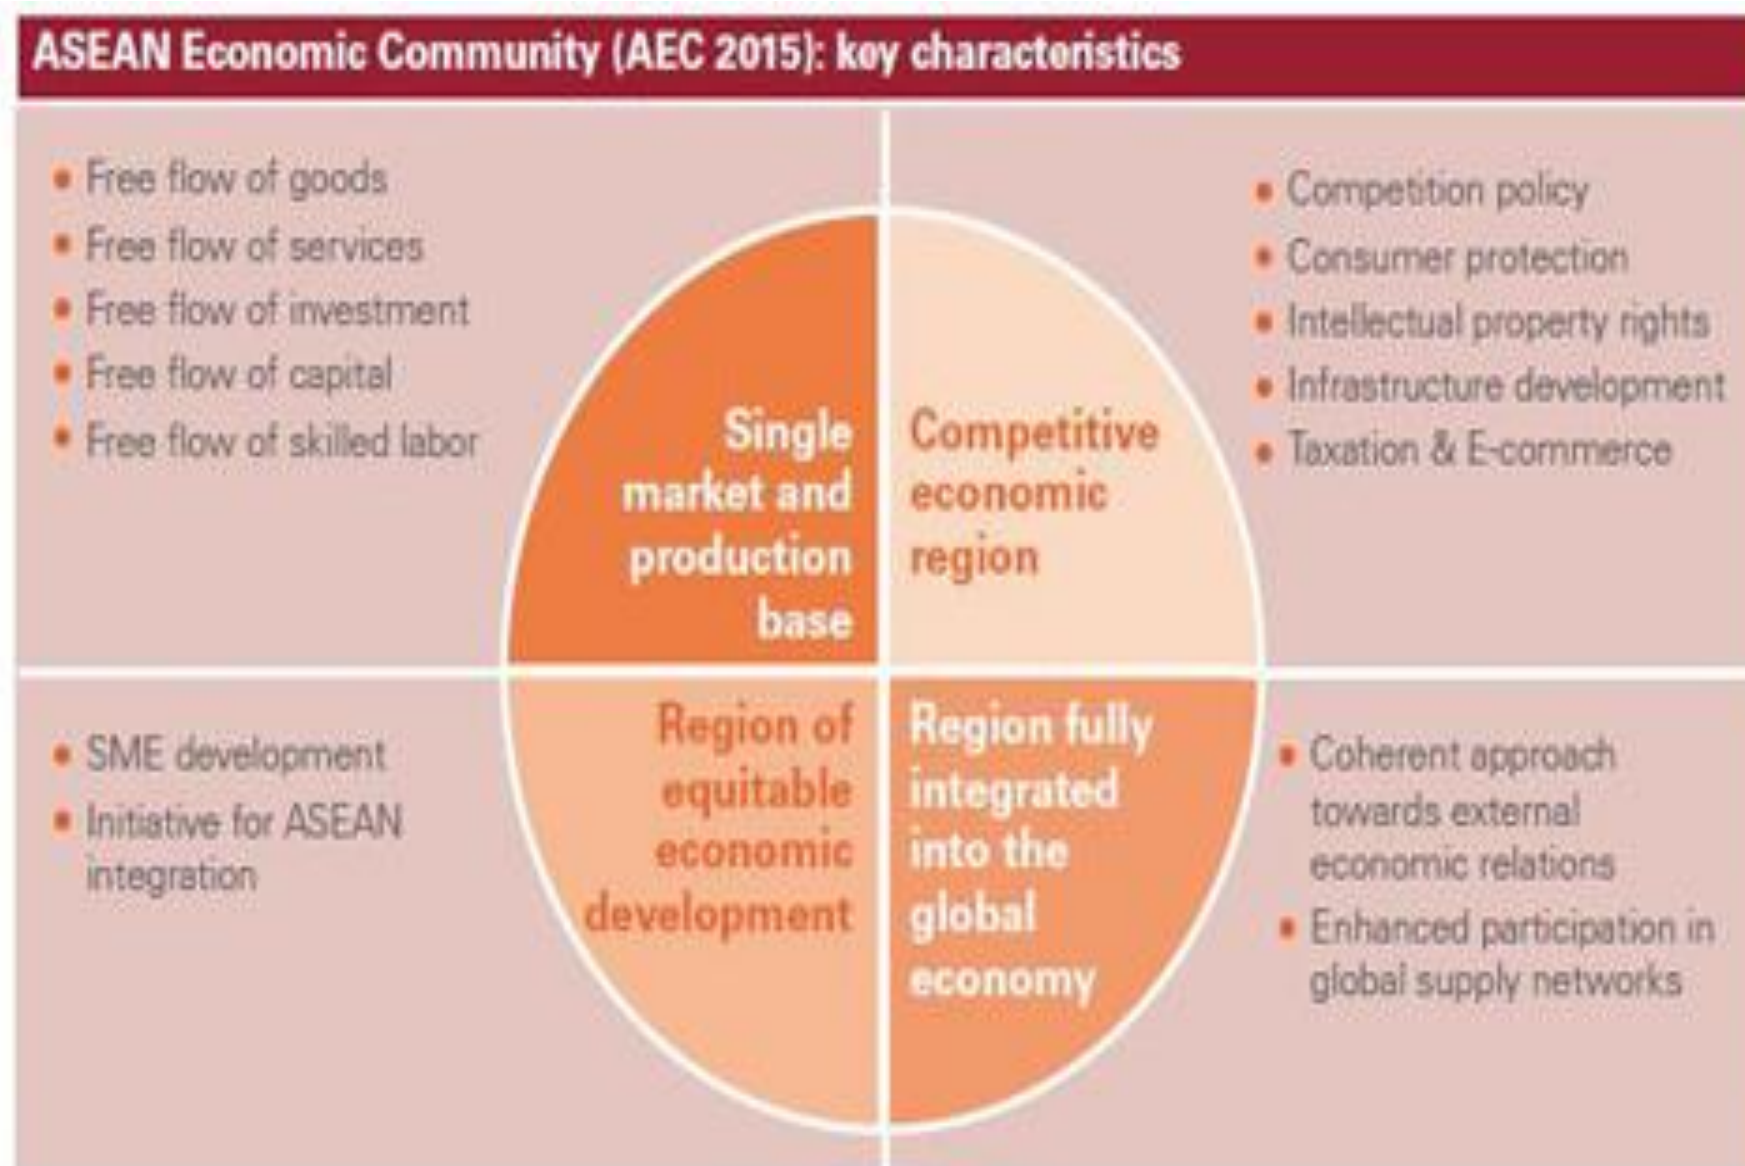 ASEAN Economic Community (AEC 2015): key characteristics
• Free flow of goods
• Free flow of services
• Free flow of investment
• Free flow of capital
• Free flow of skilled labor
Single
market and
production
base
Competitive
economic
region
• Competition policy
• Consumer protection
• Intellectual property rights
• Infrastructure development
• Taxation & E-commerce
• SME development
• Initiative for ASEAN
integration
Region of
equitable
economic
development
Region fully
integrated
into the
global
economy
• Coherent approach
towards external
economic relations
• Enhanced participation in
global supply networks